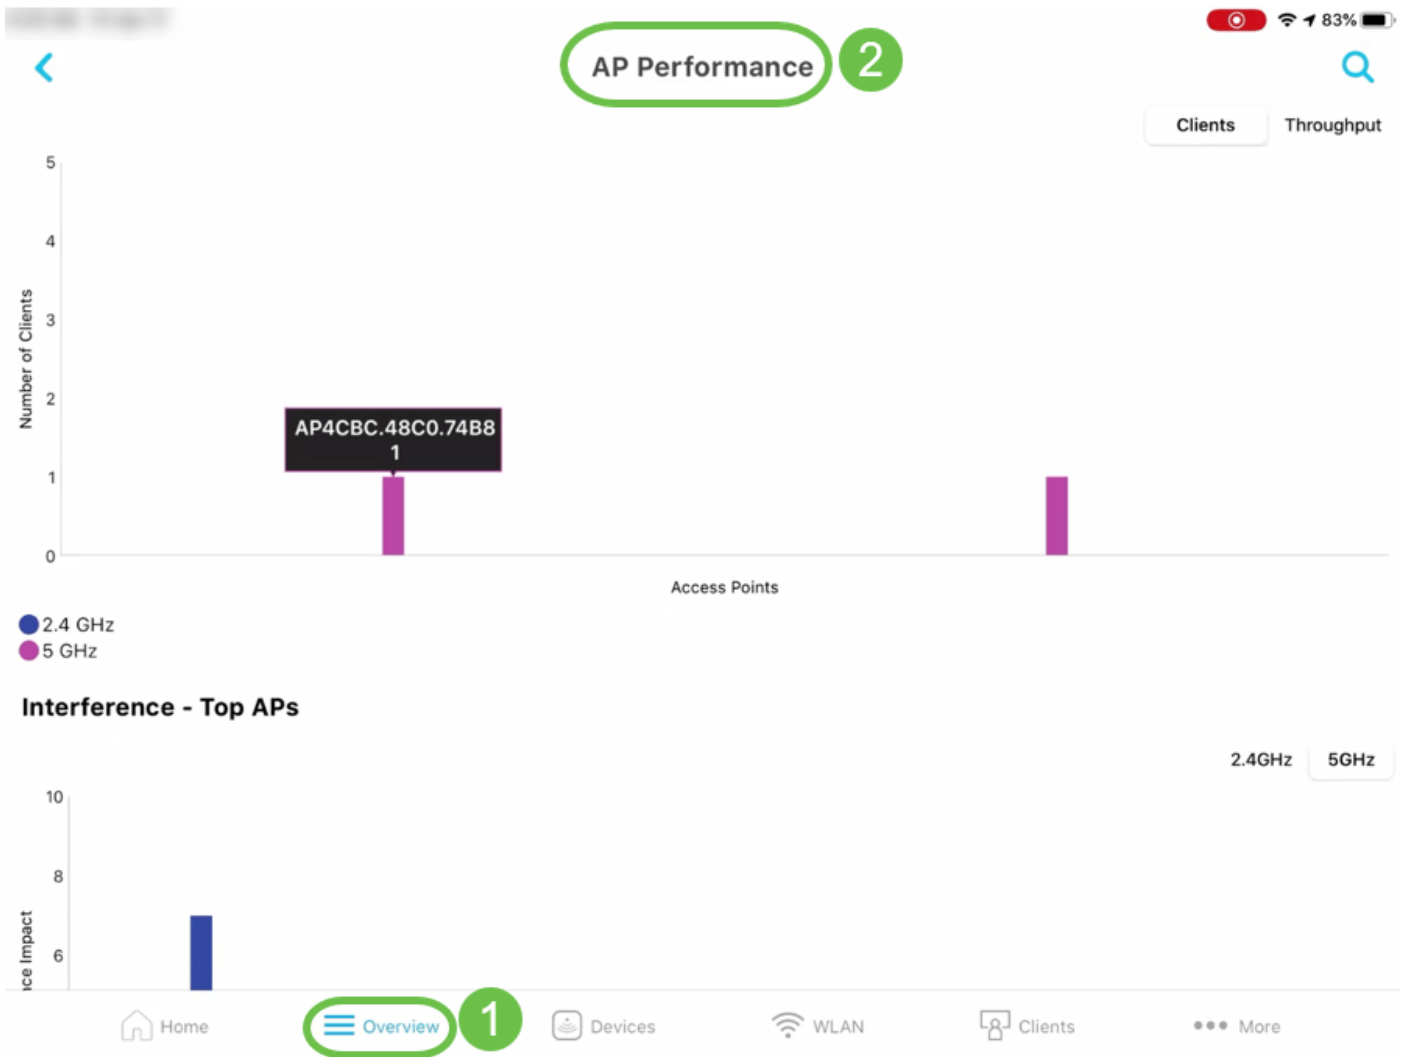 83%
AP Performance
2
Clients
Throughput
5
4
3
2
1
0
Number of Clients
AP4CBC.48C0.74B8
1
Access Points
2.4 GHz
5 GHz
Interference - Top APs
2.4GHz
5GHz
10
8
6
ce Impact
Home
Overview
1
Devices
WLAN
Clients
More